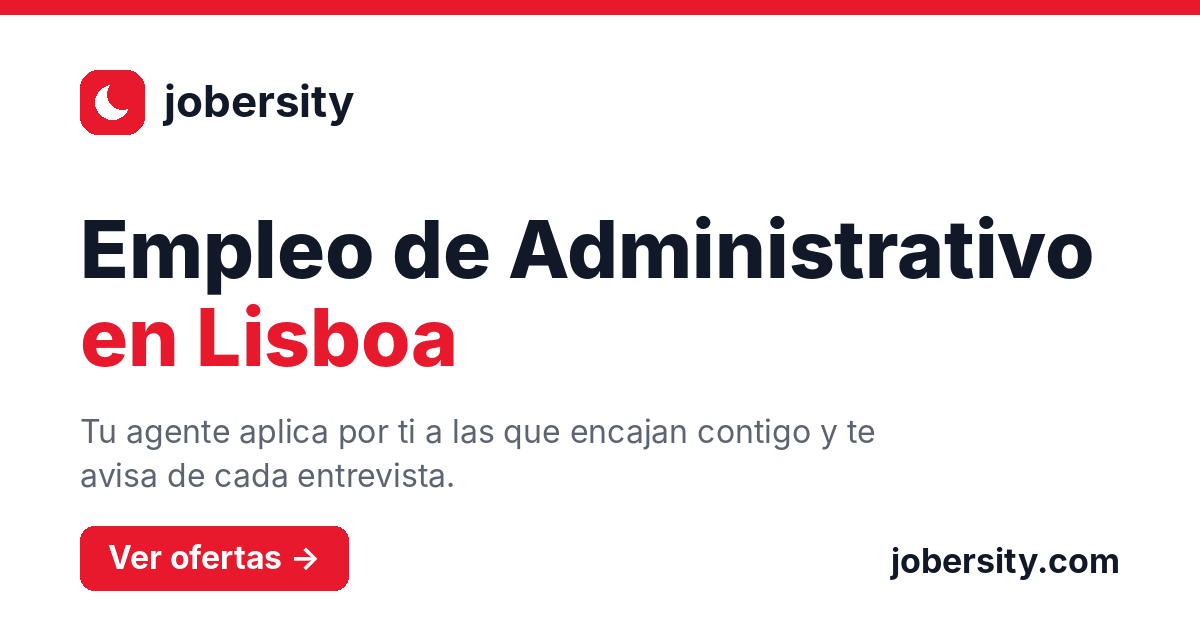 jobersity
Empleo de Administrativo
en Lisboa
Tu agente aplica por ti a las que encajan contigo y te
avisa de cada entrevista.
Ver ofertas →
jobersity.com